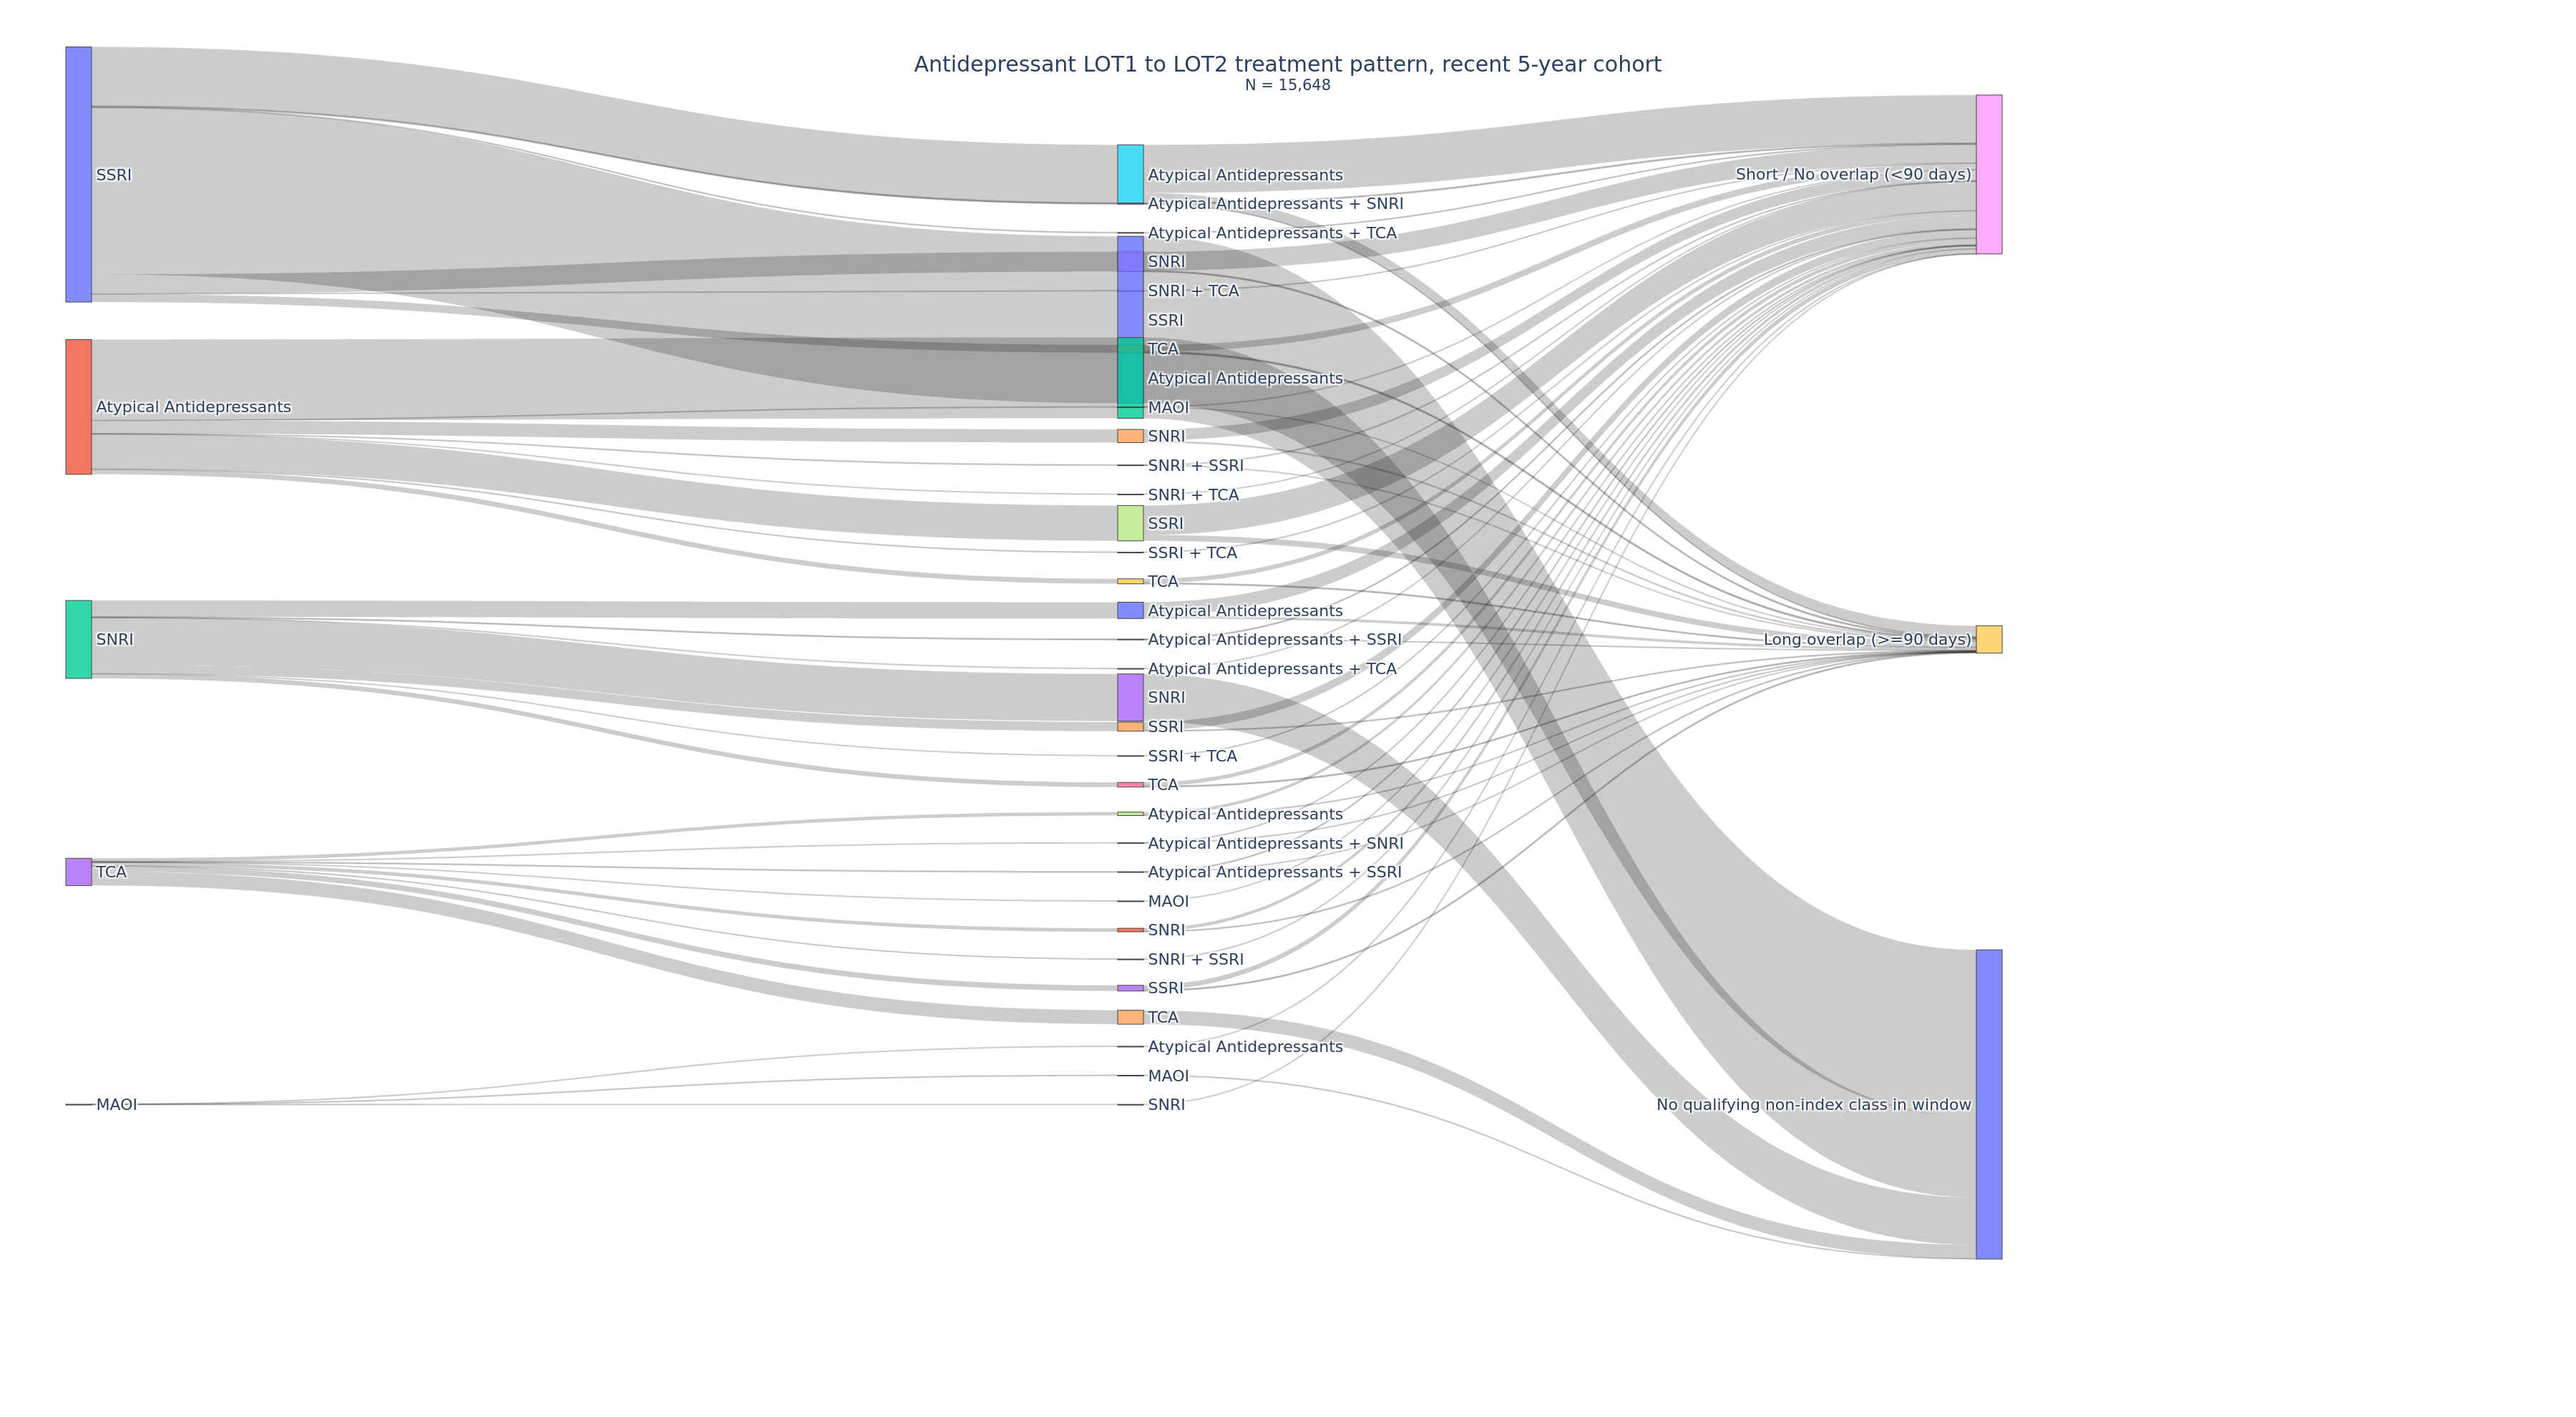 Antidepressant LOT1 to LOT2 treatment pattern, recent 5-year cohort
N = 15,648
SSRI
Atypical Antidepressants
SNRI
TCA
MAOI
Atypical Antidepressants
Atypical Antidepressants + SNRI
Atypical Antidepressants + TCA
SNRI
SNRI + TCA
SSRI
TCA
Atypical Antidepressants
MAOI
SNRI
SNRI + SSRI
SNRI + TCA
SSRI
SSRI + TCA
TCA
Atypical Antidepressants
Atypical Antidepressants + SSRI
Atypical Antidepressants + TCA
SNRI
SSRI
SSRI + TCA
TCA
Atypical Antidepressants
Atypical Antidepressants + SNRI
Atypical Antidepressants + SSRI
MAOI
SNRI
SNRI + SSRI
SSRI
TCA
Atypical Antidepressants
MAOI
SNRI
Short / No overlap (<90 days)
Long overlap (>=90 days)
No qualifying non-index class in window